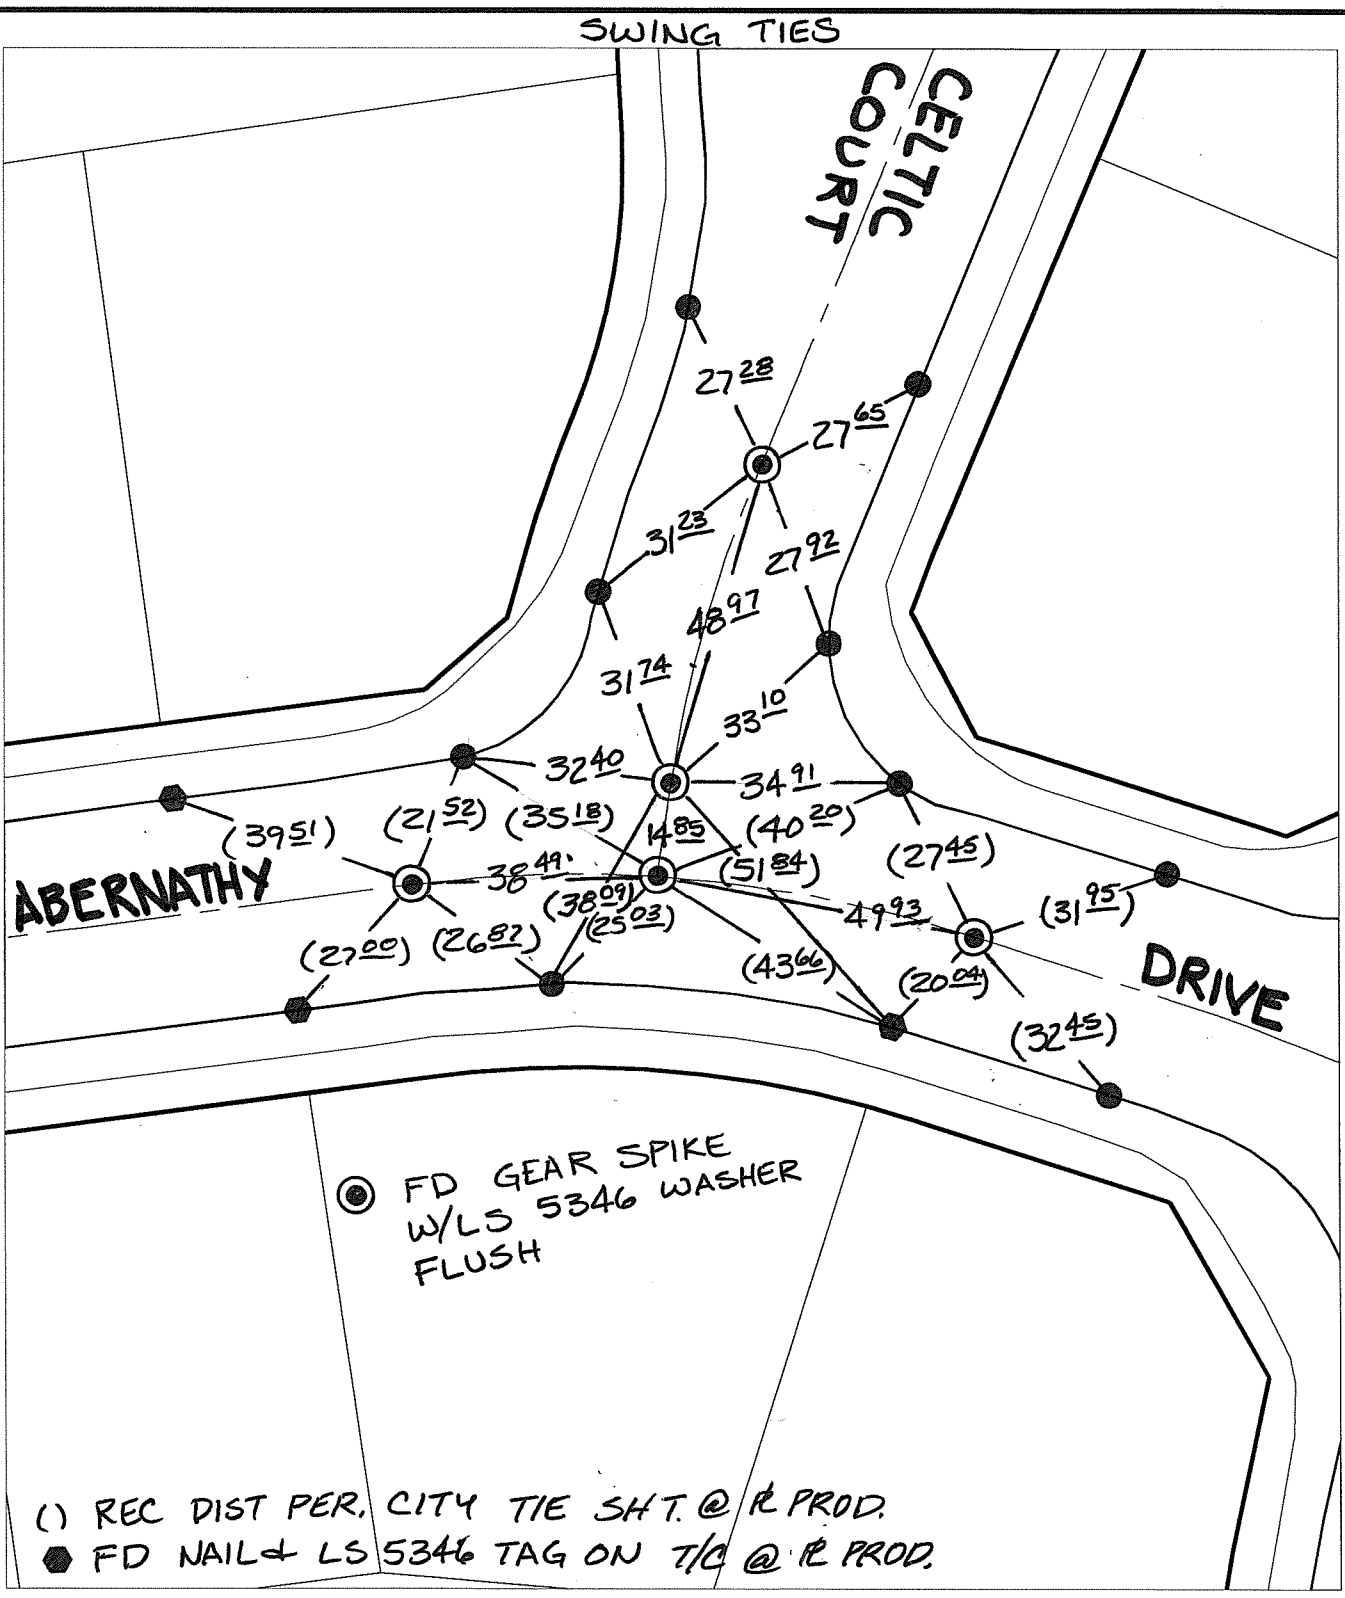 SWING TIES
CELTIC
COURT
27 28
27 65
31 23
27 92
48 97
31 74
33 10
32 40
34 91
(39 51)
(21 52)
(35 18)
14 85
(40 20)
(51 84)
(27 45)
ABERNATHY
38 49
(38 09)
(25 03)
49 93
(31 95)
(27 00)
(26 87)
(43 66)
(20 04)
DRIVE
(32 45)
FD GEAR SPIKE
W/LS 5346 WASHER
FLUSH
() REC DIST PER. CITY TIE SHT. @ PL PROD.
FD NAIL & LS 5346 TAG ON T/C @ PL PROD.